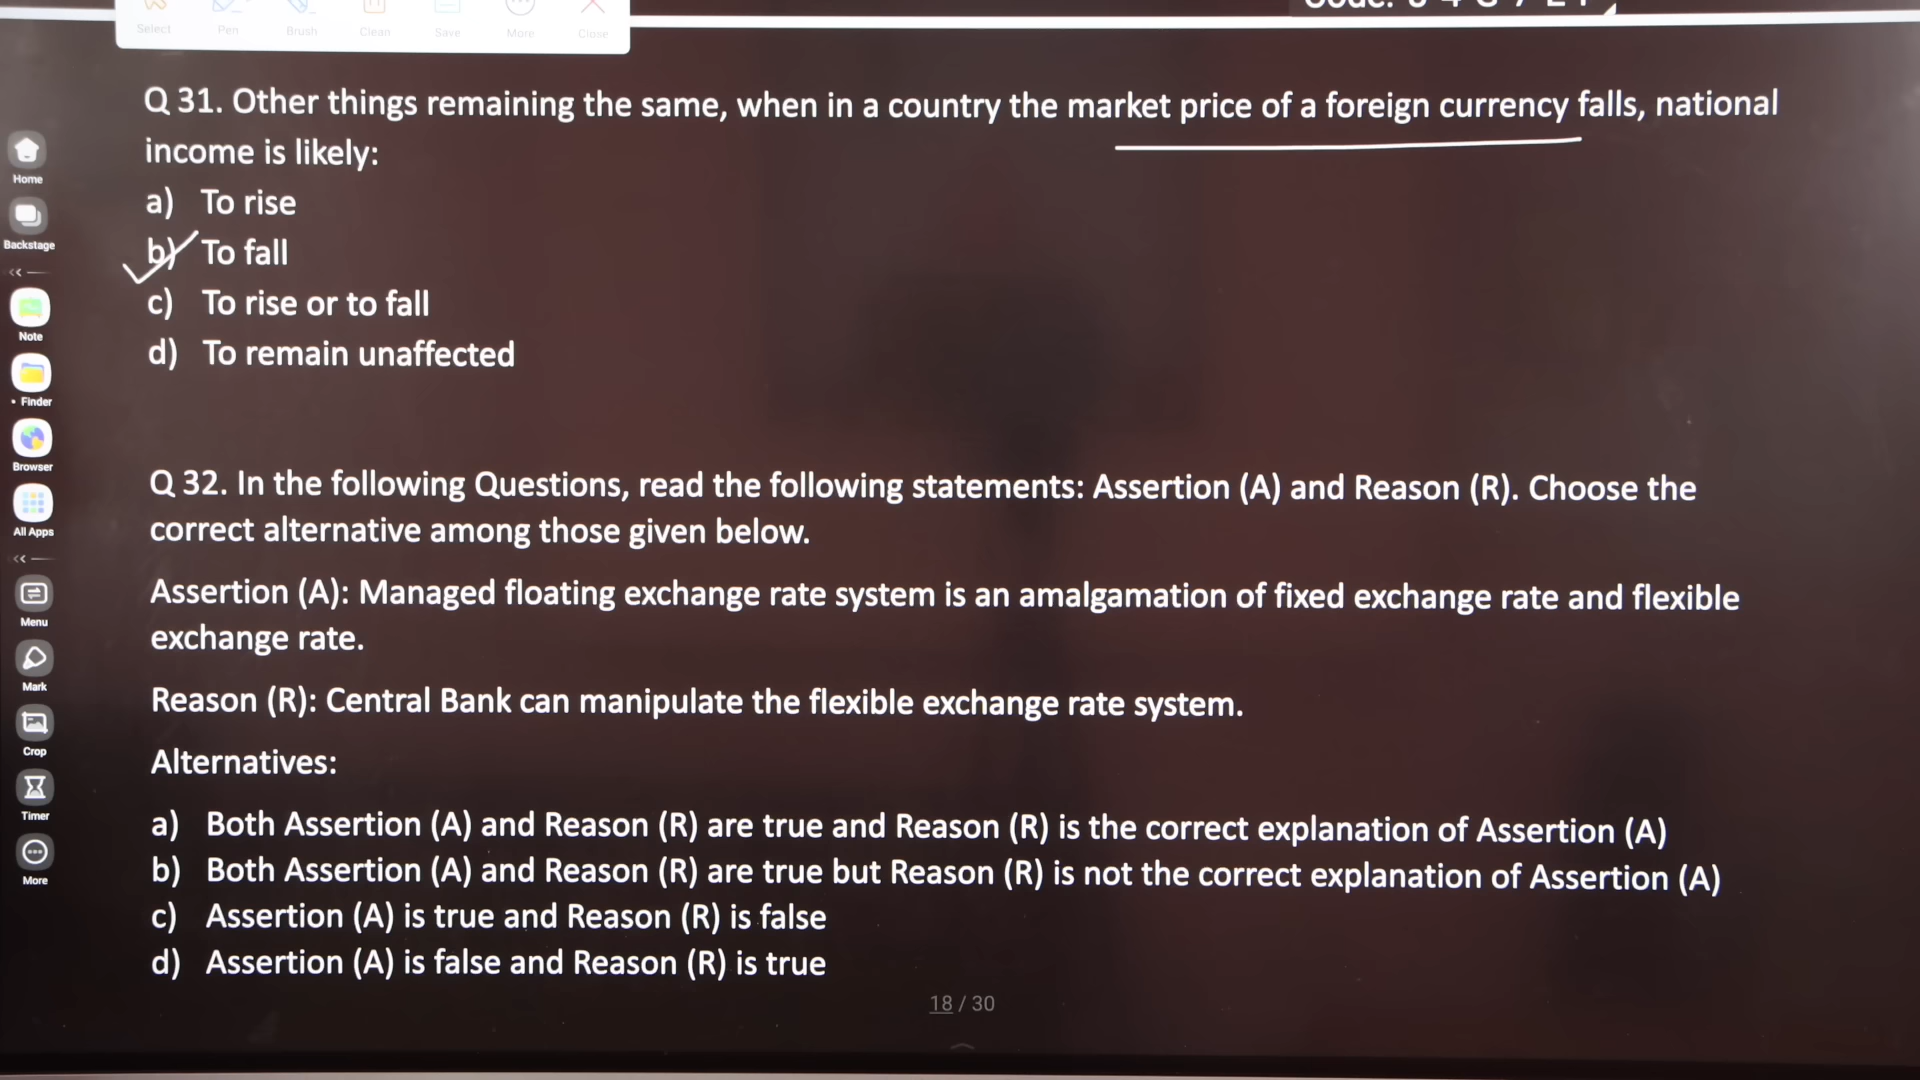 Select
Pen
Brush
Clean
Save
More
Close
Q 31. Other things remaining the same, when in a country the market price of a foreign currency falls, national
income is likely:
a) To rise
b) To fall
c) To rise or to fall
d) To remain unaffected
Q 32. In the following Questions, read the following statements: Assertion (A) and Reason (R). Choose the
correct alternative among those given below.
Assertion (A): Managed floating exchange rate system is an amalgamation of fixed exchange rate and flexible
exchange rate.
Reason (R): Central Bank can manipulate the flexible exchange rate system.
Alternatives:
a) Both Assertion (A) and Reason (R) are true and Reason (R) is the correct explanation of Assertion (A)
b) Both Assertion (A) and Reason (R) are true but Reason (R) is not the correct explanation of Assertion (A)
c) Assertion (A) is true and Reason (R) is false
d) Assertion (A) is false and Reason (R) is true
18 / 30
Home
Backstage
Note
Finder
Browser
All Apps
Menu
Mark
Crop
Timer
More